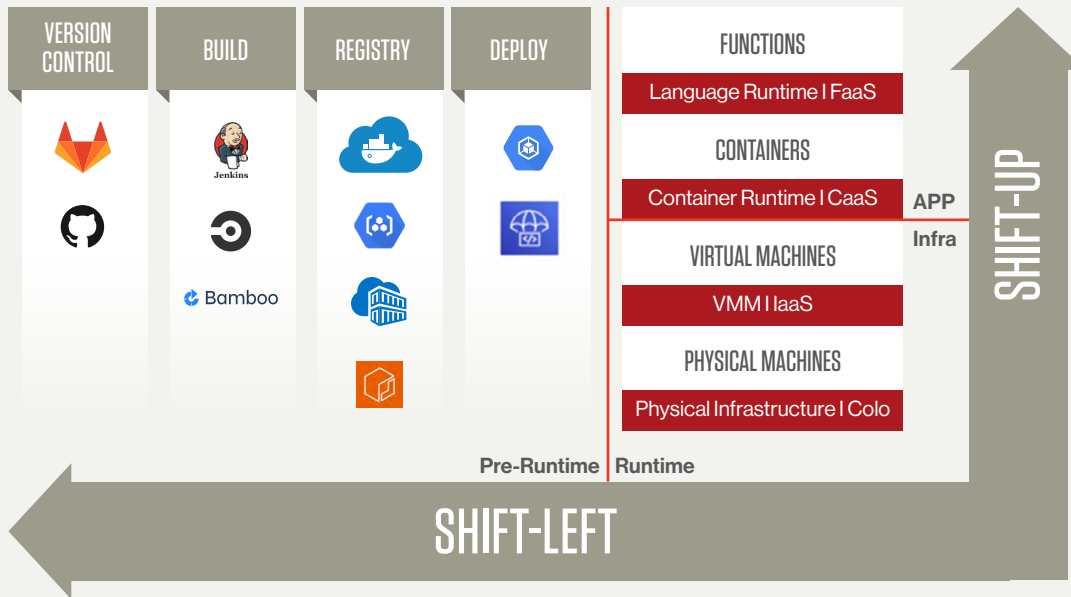 VERSION
CONTROL
BUILD
REGISTRY
DEPLOY
Jenkins
Bamboo
FUNCTIONS
Language Runtime | FaaS
CONTAINERS
Container Runtime | CaaS
APP
Infra
VIRTUAL MACHINES
VMM | IaaS
PHYSICAL MACHINES
Physical Infrastructure | Colo
Pre-Runtime
Runtime
SHIFT-UP
SHIFT-LEFT